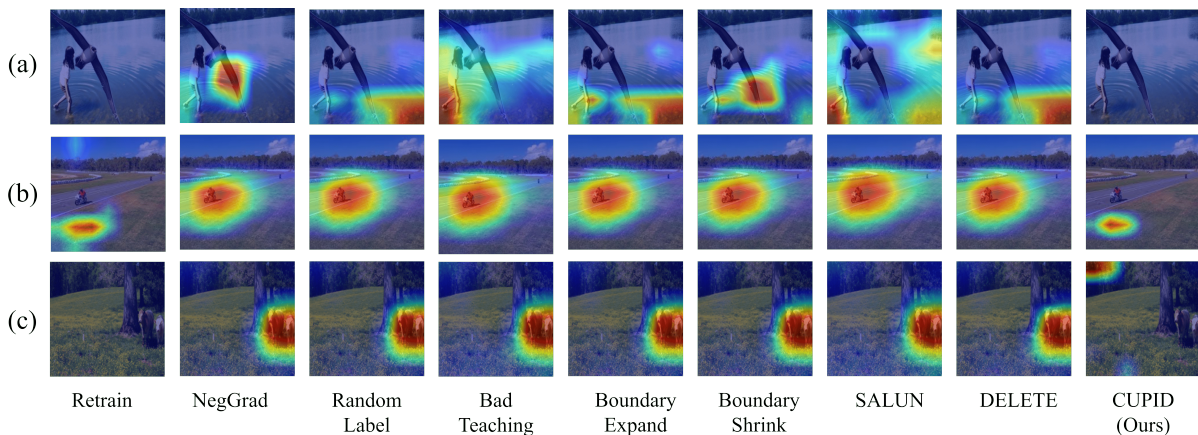 (a)
(b)
(c)
Retrain
NegGrad
Random
Label
Bad
Teaching
Boundary
Expand
Boundary
Shrink
SALUN
DELETE
CUPID
(Ours)